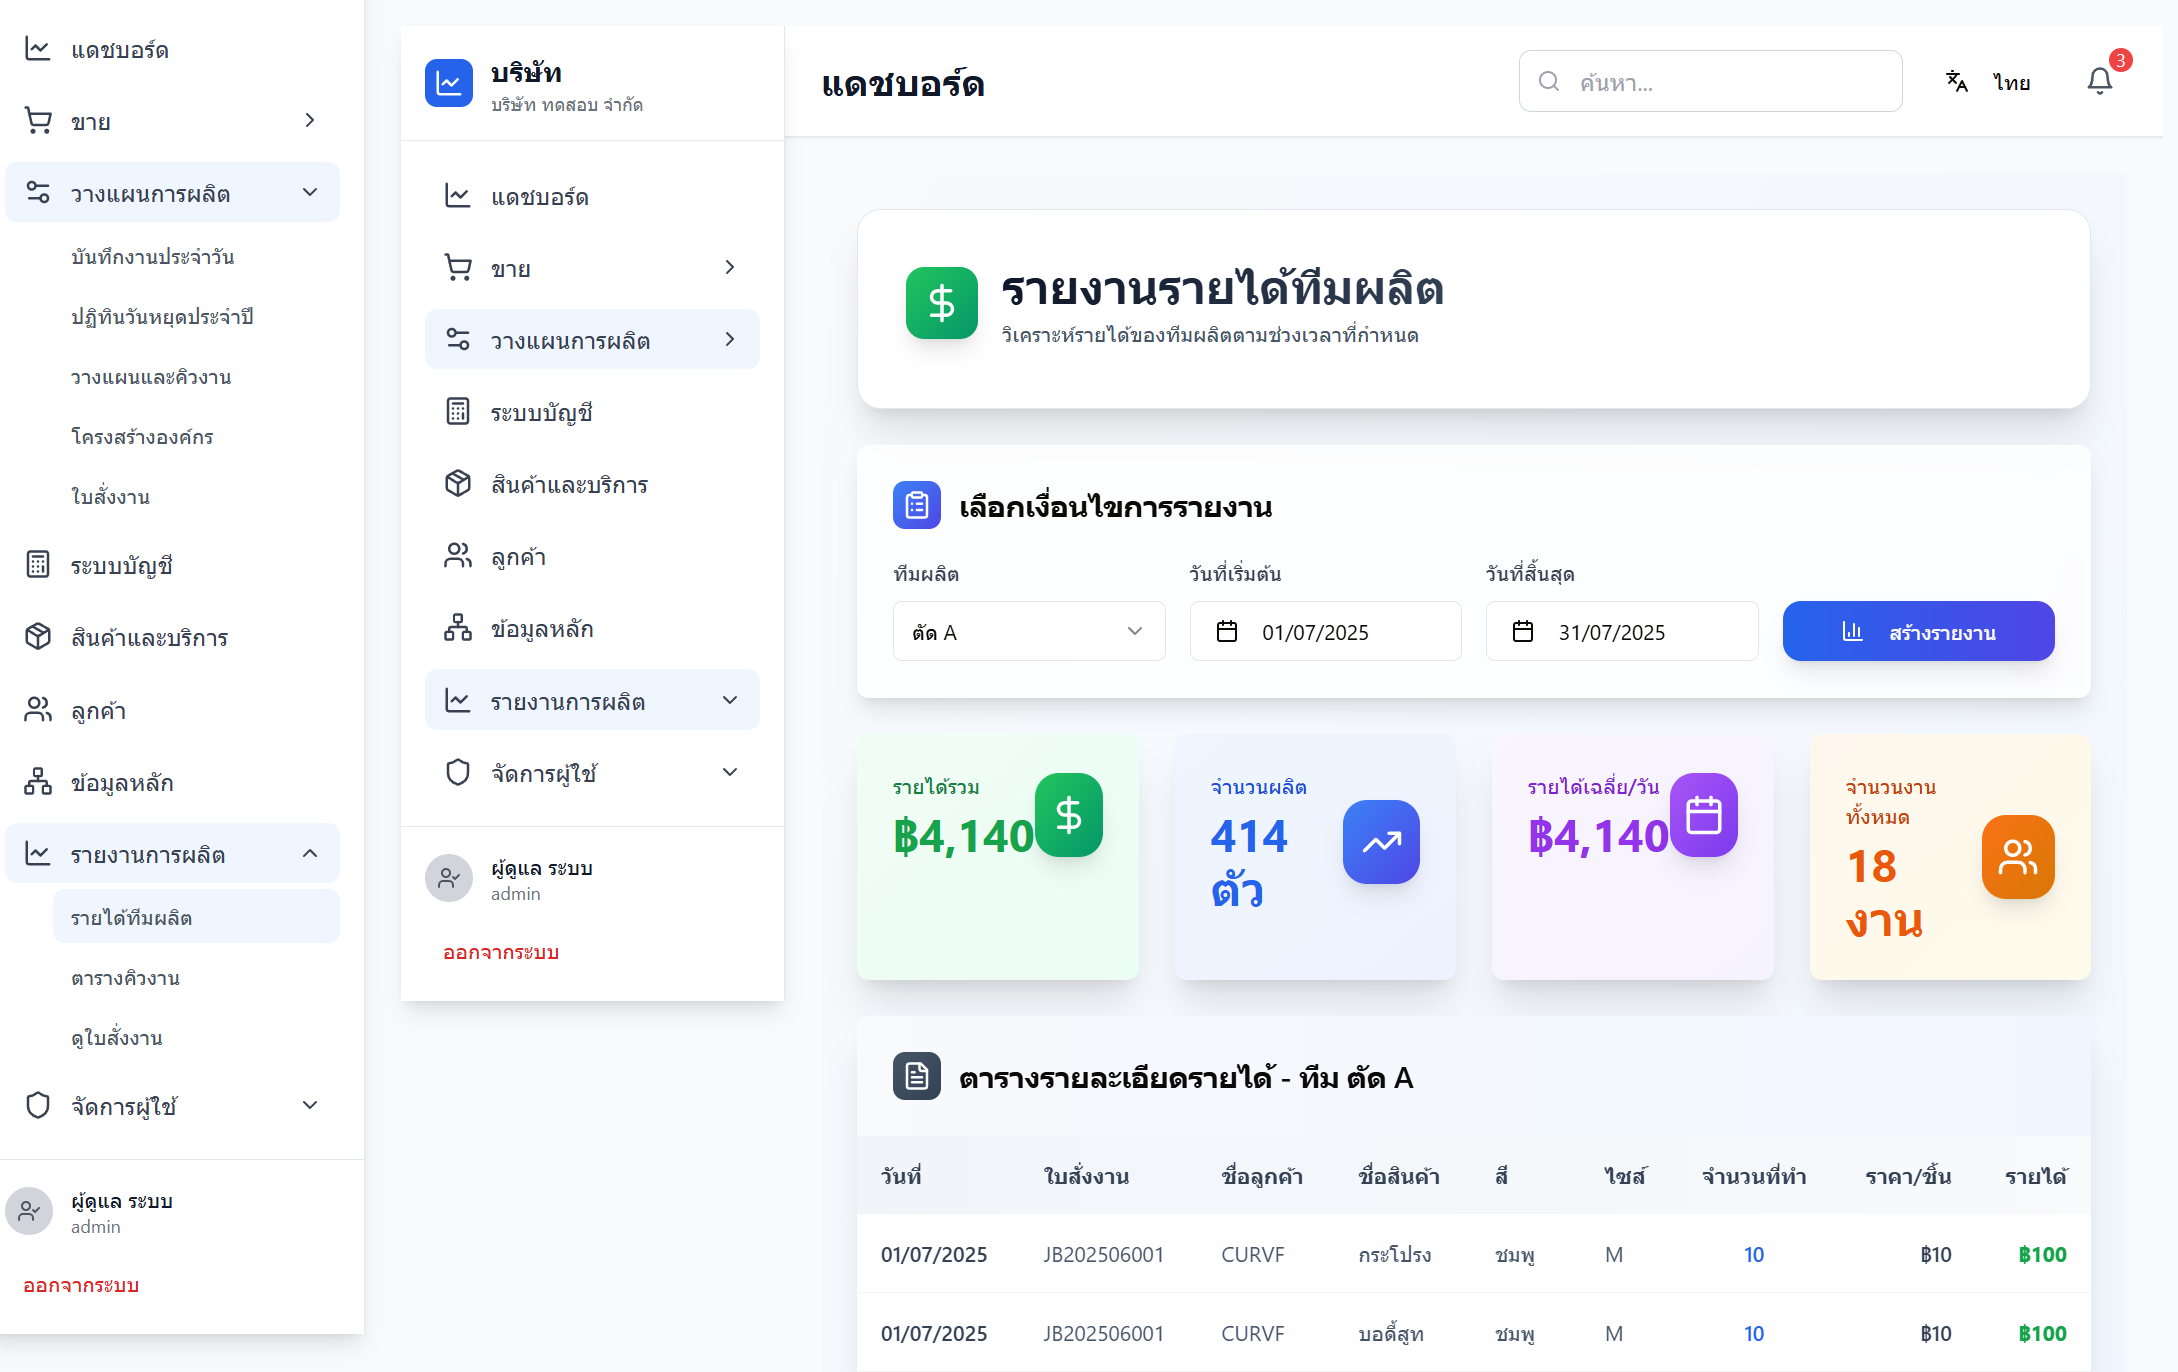 แดชบอร์ด
ขาย
วางแผนการผลิต
บันทึกงานประจำวัน
ปฏิทินวันหยุดประจำปี
วางแผนและคิวงาน
โครงสร้างองค์กร
ใบสั่งงาน
ระบบบัญชี
สินค้าและบริการ
ลูกค้า
ข้อมูลหลัก
รายงานการผลิต
รายได้ทีมผลิต
ตารางคิวงาน
ดูใบสั่งงาน
จัดการผู้ใช้
ผู้ดูแล ระบบ
admin
ออกจากระบบ
บริษัท
บริษัท ทดสอบ จำกัด
แดชบอร์ด
ขาย
วางแผนการผลิต
ระบบบัญชี
สินค้าและบริการ
ลูกค้า
ข้อมูลหลัก
รายงานการผลิต
จัดการผู้ใช้
ผู้ดูแล ระบบ
admin
ออกจากระบบ
แดชบอร์ด
ค้นหา...
ไทย
3
รายงานรายได้ทีมผลิต
วิเคราะห์รายได้ของทีมผลิตตามช่วงเวลาที่กำหนด
เลือกเงื่อนไขการรายงาน
ทีมผลิต วันที่เริ่มต้น วันที่สิ้นสุด
ตัด A 01/07/2025 31/07/2025 สร้างรายงาน
รายได้รวม
฿4,140
จำนวนผลิต
414
ตัว
รายได้เฉลี่ย/วัน
฿4,140
จำนวนงาน
ทั้งหมด
18
งาน
ตารางรายละเอียดรายได้ - ทีม ตัด A
วันที่ ใบสั่งงาน ชื่อลูกค้า ชื่อสินค้า สี ไซส์ จำนวนที่ทำ ราคา/ชิ้น รายได้
01/07/2025 JB202506001 CURVF กระโปรง ชมพู M 10 ฿10 ฿100
01/07/2025 JB202506001 CURVF บอดี้สูท ชมพู M 10 ฿10 ฿100